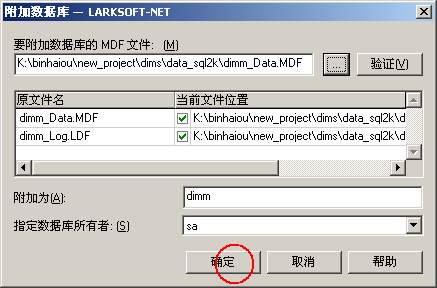 附加数据库 — LARKSOFT-NET
要附加数据库的 MDF 文件: (M)
K:\binhaiou\new_project\dims\data_sql2k\dimm_Data.MDF
...
验证(V)
原文件名 当前文件位置
dimm_Data.MDF K:\binhaiou\new_project\dims\data_sql2k\d
dimm_Log.LDF K:\binhaiou\new_project\dims\data_sql2k\d
附加为(A): dimm
指定数据库所有者: (S) sa
确定 取消 帮助